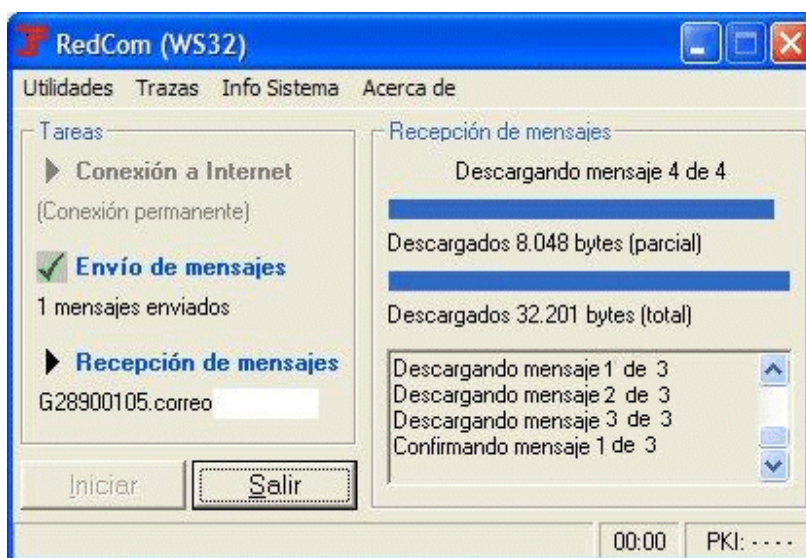 RedCom (WS32)
Utilidades Trazas Info Sistema Acerca de
Tareas
Conexión a Internet
(Conexión permanente)
Envío de mensajes
1 mensajes enviados
Recepción de mensajes
G28900105.correo
Iniciar
Salir
Recepción de mensajes
Descargando mensaje 4 de 4
Descargados 8.048 bytes (parcial)
Descargados 32.201 bytes (total)
Descargando mensaje 1 de 3
Descargando mensaje 2 de 3
Descargando mensaje 3 de 3
Confirmando mensaje 1 de 3
00:00
PKI: - - - -